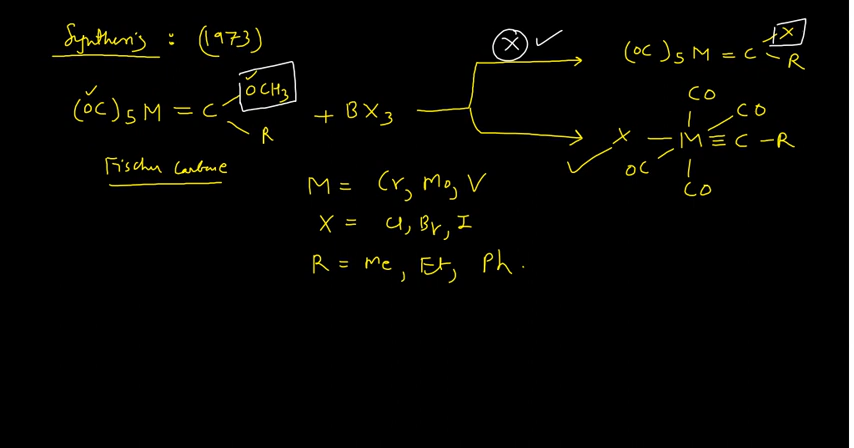 Synthesis : (1973)
(OC)5M = C OCH3 R + BX3
Fischer Carbene
X ✓
(OC)5M = C X R
X — M ≡ C — R CO CO OC CO
M = Cr, Mo, V
X = Cl, Br, I
R = Me, Et, Ph.